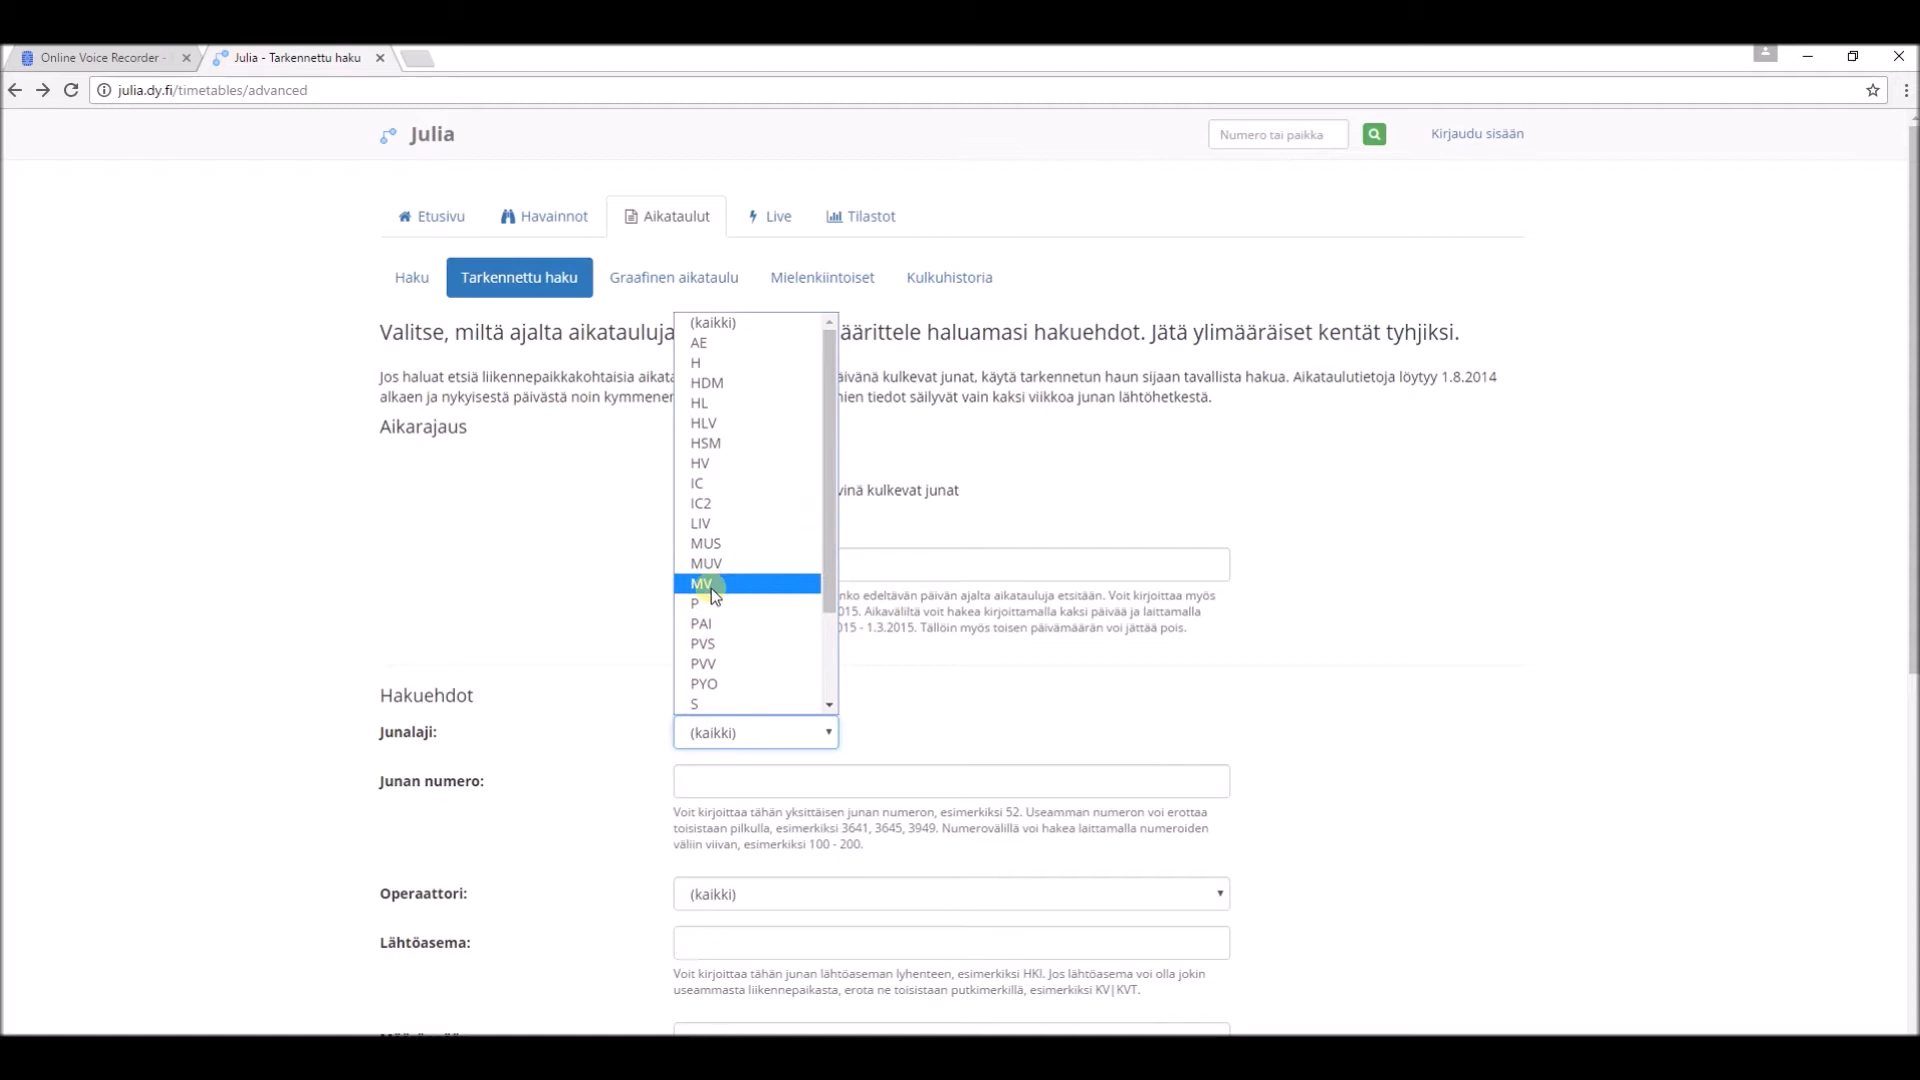 Online Voice Recorder -
Julia - Tarkennettu haku
julia.dy.fi/timetables/advanced
Julia
Numero tai paikka
Kirjaudu sisään
Etusivu Havainnot Aikataulut Live Tilastot
Haku Tarkennettu haku Graafinen aikataulu Mielenkiintoiset Kulkuhistoria
Valitse, miltä ajalta aikatauluja äärittele haluamasi hakuehdot. Jätä ylimääräiset kentät tyhjiksi.
Jos haluat etsiä liikennepaikkakohtaisia aikata äivänä kulkevat junat, käytä tarkennetun haun sijaan tavallista hakua. Aikataulutietoja löytyy 1.8.2014
alkaen ja nykyisestä päivästä noin kymmenen mien tiedot säilyvät vain kaksi viikkoa junan lähtöhetkestä.
Aikarajaus
vinä kulkevat junat
nko edeltävän päivän ajalta aikatauluja etsitään. Voit kirjoittaa myös
015. Aikaväliltä voit hakea kirjoittamalla kaksi päivää ja laittamalla
015 - 1.3.2015. Tällöin myös toisen päivämäärän voi jättää pois.
(kaikki)
AE
H
HDM
HL
HLV
HSM
HV
IC
IC2
LIV
MUS
MUV
MV
P
PAI
PVS
PVV
PYO
S
Hakuehdot
Junalaji:
(kaikki)
Junan numero:
Voit kirjoittaa tähän yksittäisen junan numeron, esimerkiksi 52. Useamman numeron voi erottaa
toisistaan pilkulla, esimerkiksi 3641, 3645, 3949. Numerovälillä voi hakea laittamalla numeroiden
väliin viivan, esimerkiksi 100 - 200.
Operaattori:
(kaikki)
Lähtöasema:
Voit kirjoittaa tähän junan lähtöaseman lyhenteen, esimerkiksi HKI. Jos lähtöasema voi olla jokin
useammasta liikennepaikasta, erota ne toisistaan putkimerkillä, esimerkiksi KV|KVT.